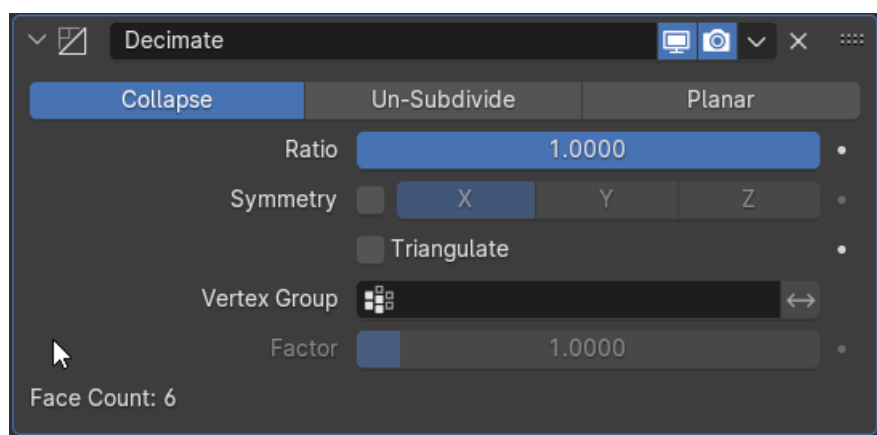 Decimate
Collapse Un-Subdivide Planar
Ratio 1.0000
Symmetry X Y Z
Triangulate
Vertex Group
Factor 1.0000
Face Count: 6